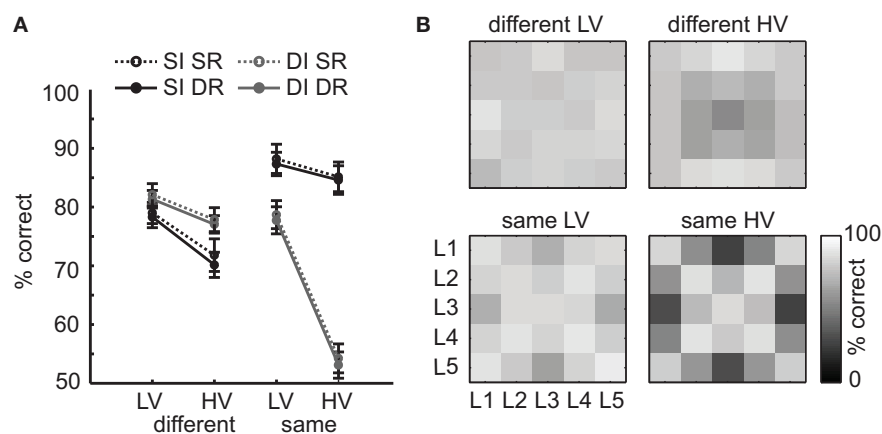 A
SI SR
DI SR
SI DR
DI DR
100
90
80
70
60
50
% correct
LV
HV
LV
HV
different
same
B
different LV
different HV
same LV
same HV
L1
L2
L3
L4
L5
L1 L2 L3 L4 L5
100
0
% correct